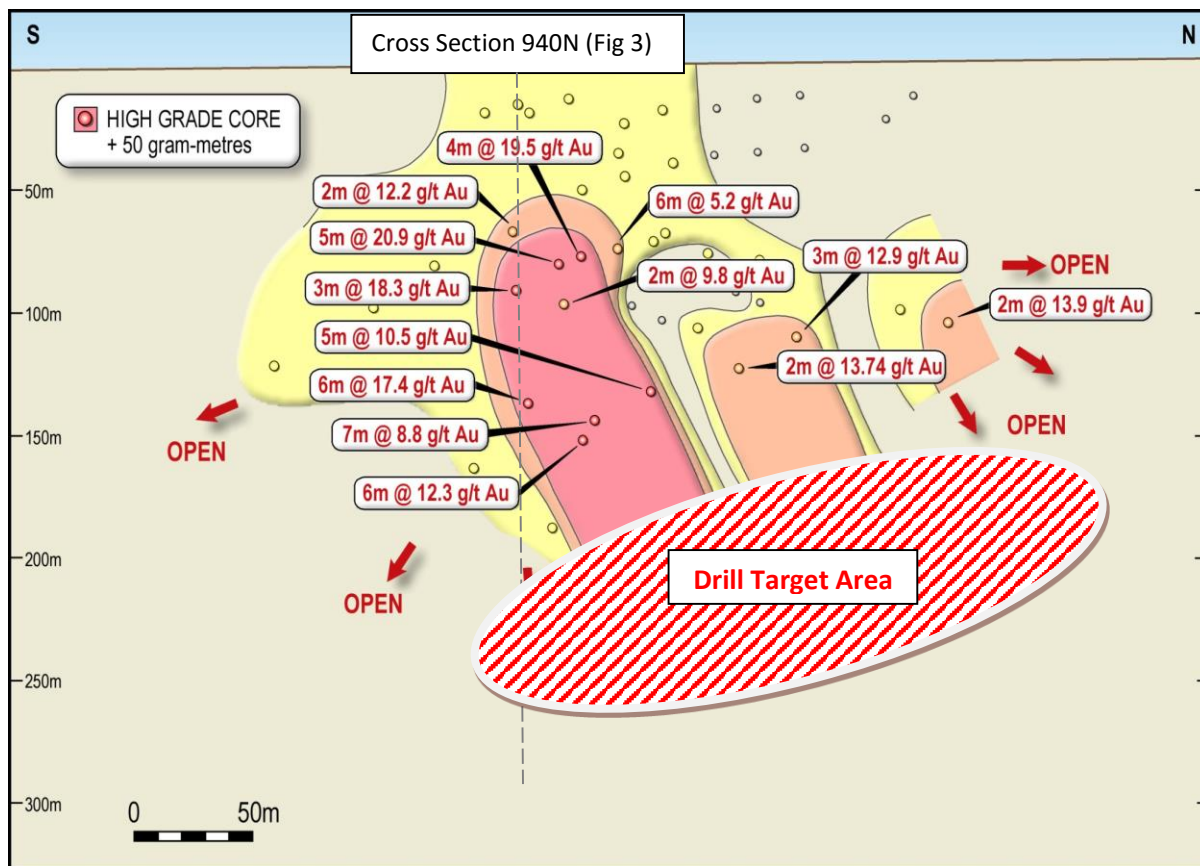 S
Cross Section 940N (Fig 3)
N
HIGH GRADE CORE
+ 50 gram-metres
4m @ 19.5 g/t Au
50m
2m @ 12.2 g/t Au
6m @ 5.2 g/t Au
5m @ 20.9 g/t Au
3m @ 12.9 g/t Au
OPEN
2m @ 9.8 g/t Au
3m @ 18.3 g/t Au
2m @ 13.9 g/t Au
100m
5m @ 10.5 g/t Au
2m @ 13.74 g/t Au
6m @ 17.4 g/t Au
OPEN
7m @ 8.8 g/t Au
150m
OPEN
6m @ 12.3 g/t Au
200m
Drill Target Area
OPEN
250m
300m
0
50m